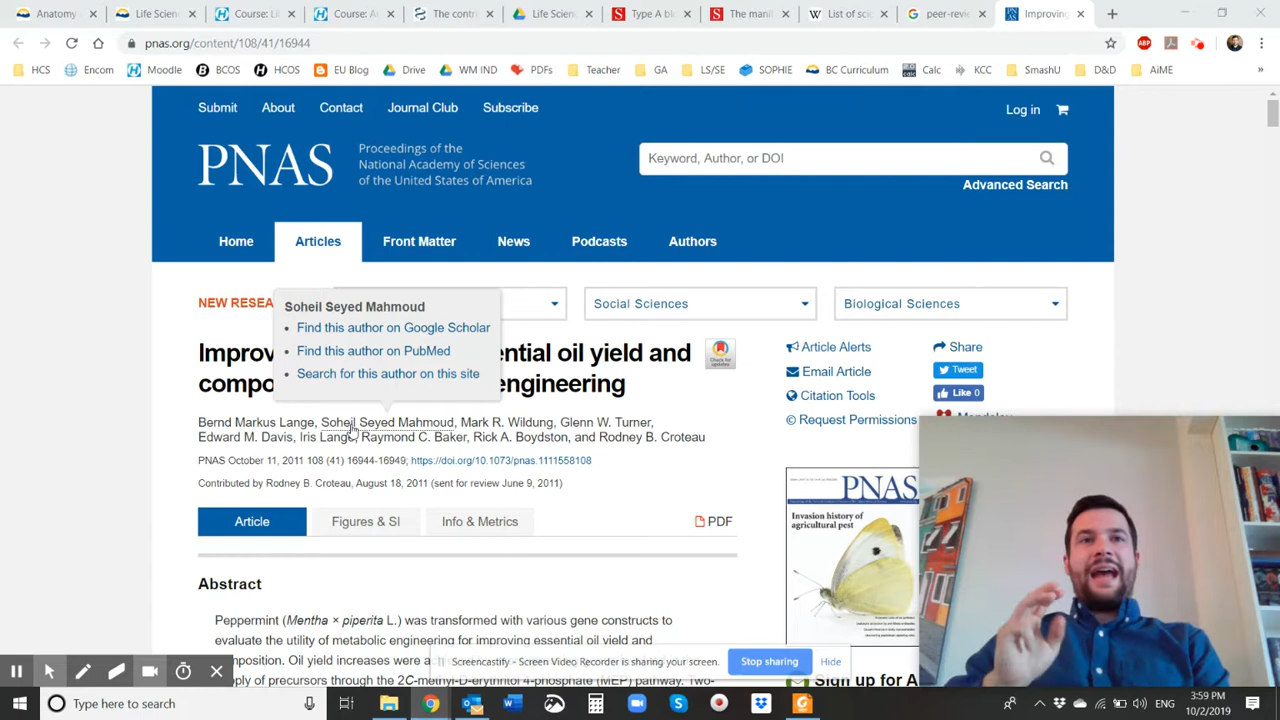 Anatomy
Life Scien
Course: Li
Course: A
The contr
Life Scien
Type A bl
The mani
List of sci
peer-rev
Improving
pnas.org/content/108/41/16944
ABP
HCS
Encom
Moodle
BCOS
HCOS
EU Blog
Drive
WM IND
PDFs
Teacher
GA
LS/SE
SOPHIE
BC Curriculum
Calc
KCC
SmashU
D&D
AiME
»
Submit
About
Contact
Journal Club
Subscribe
Log in
PNAS
Proceedings of the
National Academy of Sciences
of the United States of America
Keyword, Author, or DOI
Advanced Search
Home
Articles
Front Matter
News
Podcasts
Authors
NEW RESEA
Social Sciences
Biological Sciences
Soheil Seyed Mahmoud
• Find this author on Google Scholar
• Find this author on PubMed
• Search for this author on this site
Improv ential oil yield and
compo engineering
Check for
updates
Bernd Markus Lange, Soheil Seyed Mahmoud, Mark R. Wildung, Glenn W. Turner,
Edward M. Davis, Iris Lange, Raymond C. Baker, Rick A. Boydston, and Rodney B. Croteau
PNAS October 11, 2011 108 (41) 16944-16949; https://doi.org/10.1073/pnas.1111558108
Contributed by Rodney B. Croteau, August 18, 2011 (sent for review June 9, 2011)
Article
Figures & SI
Info & Metrics
PDF
Abstract
Peppermint (Mentha × piperita L.) was transformed with various gene constructs to
evaluate the utility of metabolic engineering for improving essential oil yield and
mposition. Oil yield increases were a
pply of precursors through the 2C-methyl-D-erythritol 4-phosphate (MEP) pathway. Two-
Article Alerts
Share
Email Article
Tweet
Citation Tools
Like 0
Request Permissions
Mendeley
PNAS
Invasion history of
agricultural pest
Sign up for A
Screencastify - Screen Video Recorder is sharing your screen.
Stop sharing
Hide
Type here to search
3:59 PM
10/2/2019